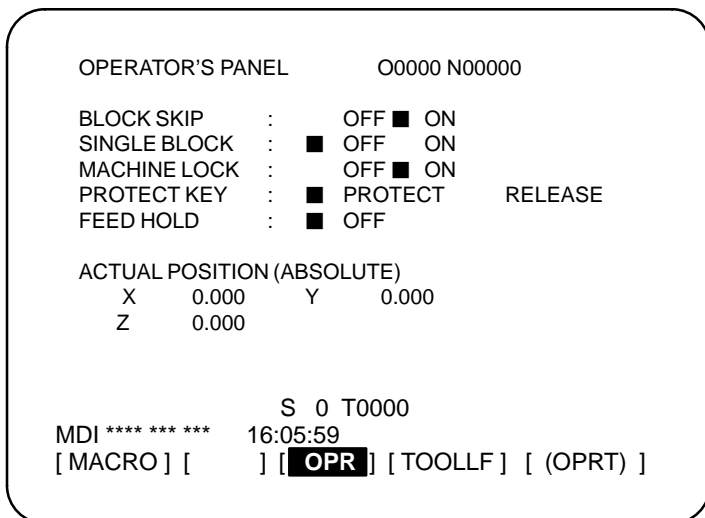 OPERATOR'S PANEL O0000 N00000
BLOCK SKIP : OFF ■ ON
SINGLE BLOCK : ■ OFF ON
MACHINE LOCK : OFF ■ ON
PROTECT KEY : ■ PROTECT RELEASE
FEED HOLD : ■ OFF
ACTUAL POSITION (ABSOLUTE)
X 0.000 Y 0.000
Z 0.000
S 0 T0000
MDI **** *** *** 16:05:59
[ MACRO ] [ ] [ OPR ] [ TOOLLF ] [ (OPRT) ]